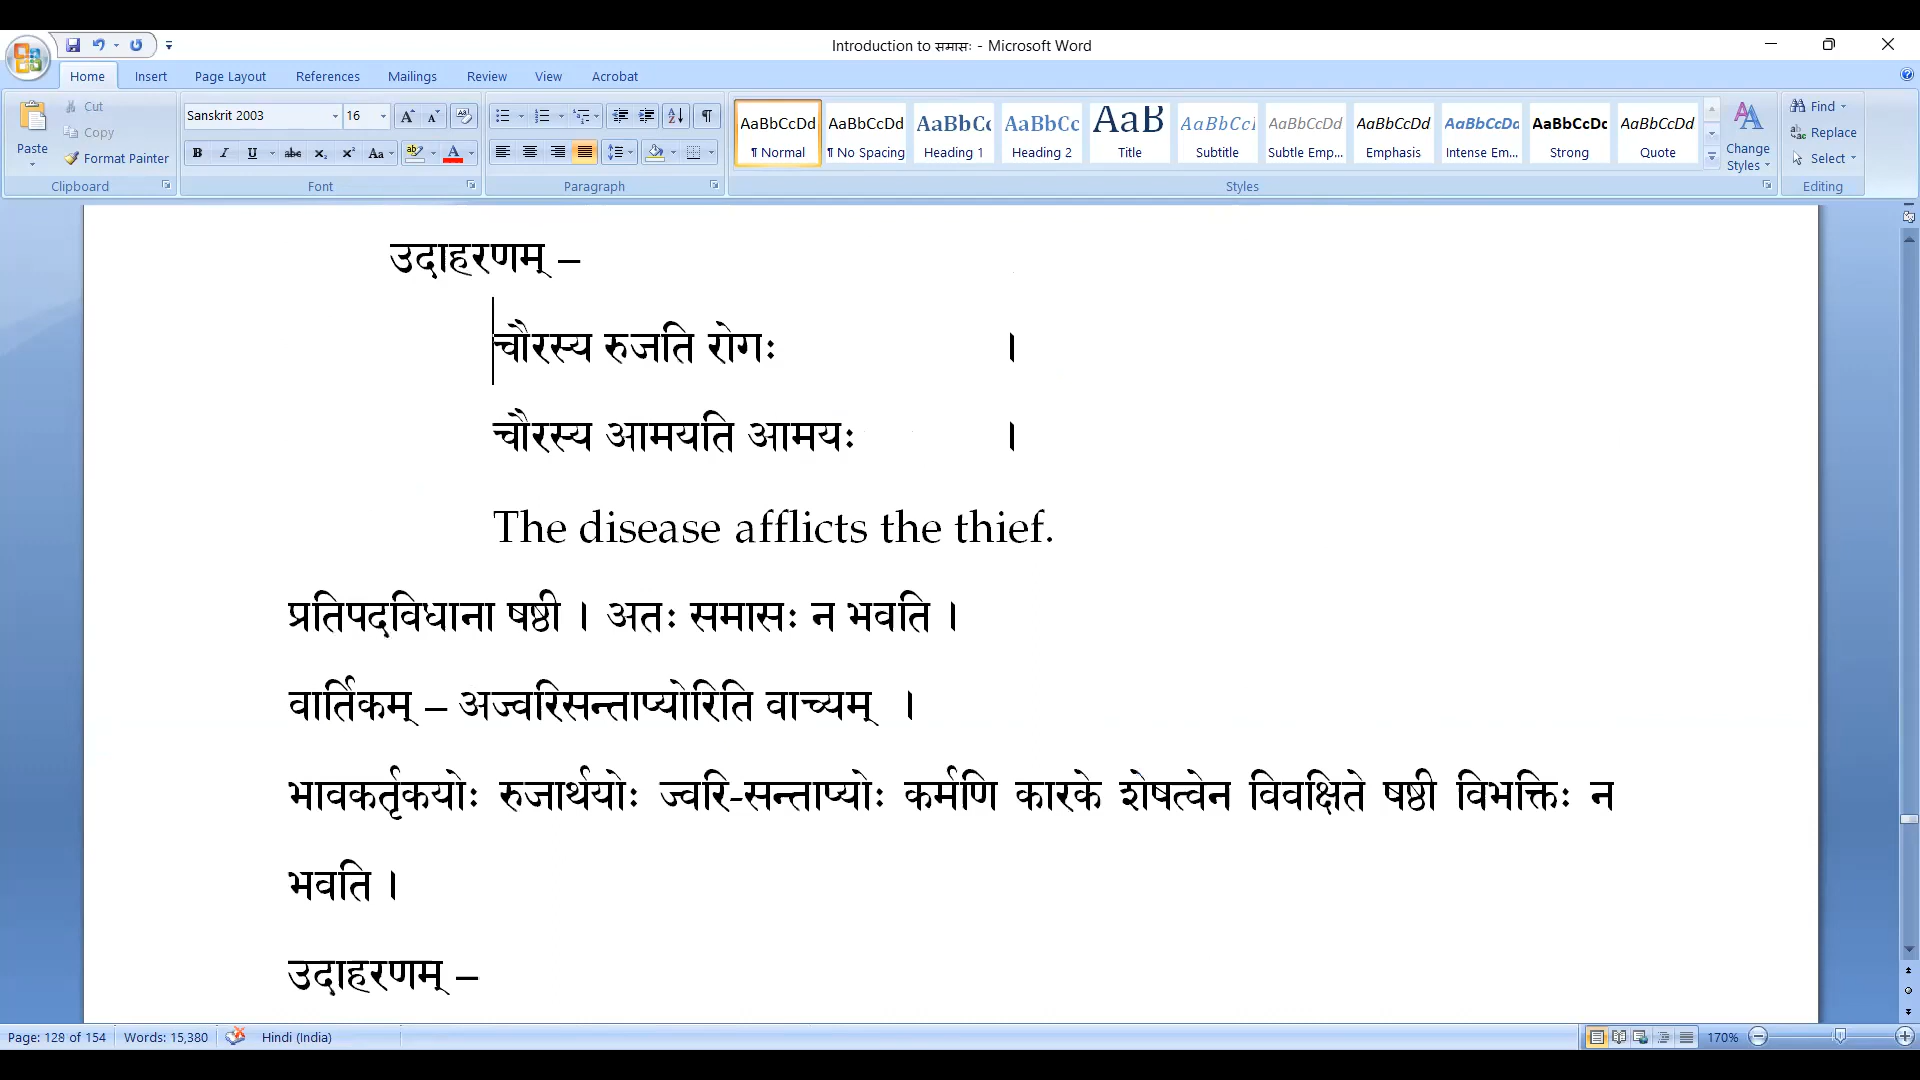 Introduction to समासः - Microsoft Word
Home Insert Page Layout References Mailings Review View Acrobat
Paste Cut Copy Format Painter
Sanskrit 2003 16
AaBbCcDd AaBbCcDd AaBbCc AaBbCc AaB AaBbCcI AaBbCcDd AaBbCcDd AaBbCcDd AaBbCcDc AaBbCcDd
¶ Normal ¶ No Spacing Heading 1 Heading 2 Title Subtitle Subtle Emp... Emphasis Intense Em... Strong Quote
Change Styles
Find
Replace
Select
Clipboard Font Paragraph Styles Editing
उदाहरणम् –
चौरस्य रुजति रोगः ।
चौरस्य आमयति आमयः ।
The disease afflicts the thief.
प्रतिपदविधाना षष्ठी । अतः समासः न भवति ।
वार्तिकम् – अज्वरिसन्ताप्योरिति वाच्यम् ।
भावकर्तृकयोः रुजार्थयोः ज्वरि-सन्ताप्योः कर्मणि कारके शेषत्वेन विवक्षिते षष्ठी विभक्तिः न
भवति ।
उदाहरणम् –
Page: 128 of 154 Words: 15,380 Hindi (India) 170%